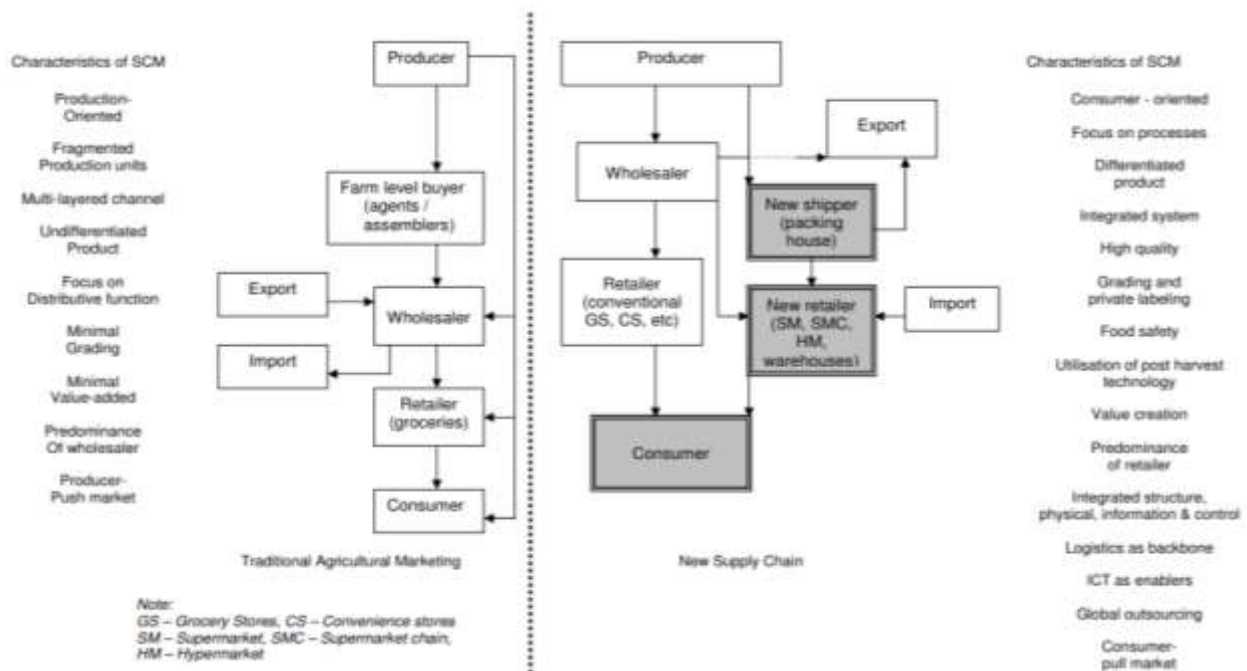 Characteristics of SCM
Production-
Oriented
Fragmented
Production units
Multi-layered channel
Undifferentiated
Product
Focus on
Distributive function
Minimal
Grading
Minimal
Value-added
Predominance
Of wholesaler
Producer-
Push market
Producer
Farm level buyer
(agents /
assemblers)
Export
Wholesaler
Import
Retailer
(groceries)
Consumer
Traditional Agricultural Marketing
Note:
GS – Grocery Stores, CS – Convenience stores
SM – Supermarket, SMC – Supermarket chain,
HM – Hypermarket
Producer
Export
Wholesaler
New shipper
(packing
house)
Retailer
(conventional
GS, CS, etc)
New retailer
(SM, SMC,
HM,
warehouses)
Import
Consumer
New Supply Chain
Characteristics of SCM
Consumer - oriented
Focus on processes
Differentiated
product
Integrated system
High quality
Grading and
private labeling
Food safety
Utilisation of post harvest
technology
Value creation
Predominance
of retailer
Integrated structure,
physical, information & control
Logistics as backbone
ICT as enablers
Global outsourcing
Consumer-
pull market